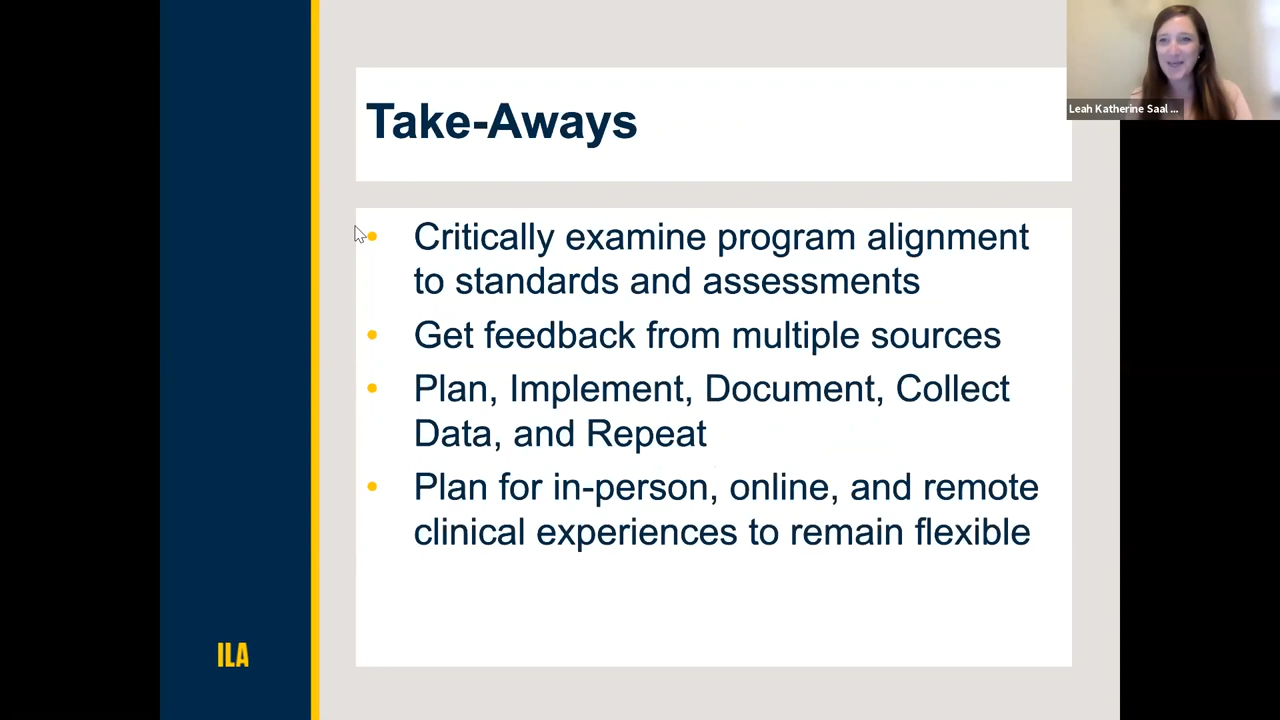 Leah Katherine Saal ...
Take-Aways
• Critically examine program alignment
to standards and assessments
• Get feedback from multiple sources
• Plan, Implement, Document, Collect
Data, and Repeat
• Plan for in-person, online, and remote
clinical experiences to remain flexible
ILA